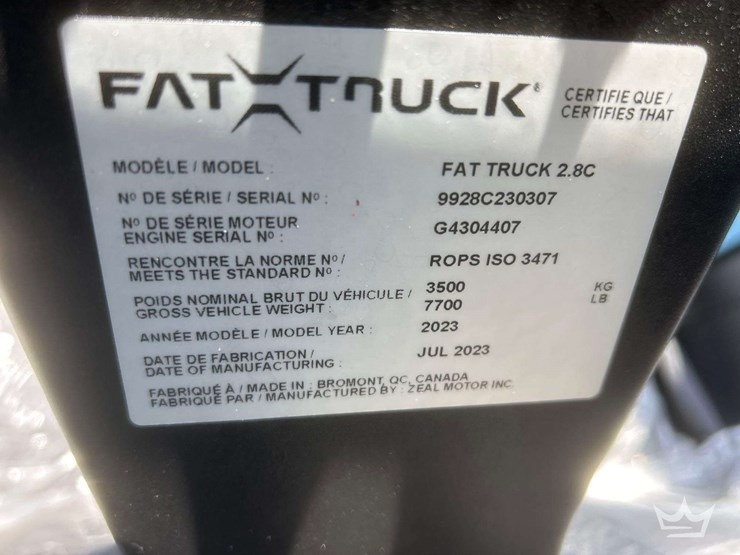 FAT TRUCK®
CERTIFIE QUE /
CERTIFIES THAT
MODÈLE / MODEL : FAT TRUCK 2.8C
Nº DE SÉRIE / SERIAL Nº : 9928C230307
Nº DE SÉRIE MOTEUR
ENGINE SERIAL Nº : G4304407
RENCONTRE LA NORME Nº /
MEETS THE STANDARD Nº : ROPS ISO 3471
POIDS NOMINAL BRUT DU VÉHICULE / 3500 KG
GROSS VEHICLE WEIGHT : 7700 LB
ANNÉE MODÈLE / MODEL YEAR : 2023
DATE DE FABRICATION /
DATE OF MANUFACTURING : JUL 2023
FABRIQUÉ À / MADE IN : BROMONT, QC, CANADA
FABRIQUÉ PAR / MANUFACTURED BY : ZEAL MOTOR INC.